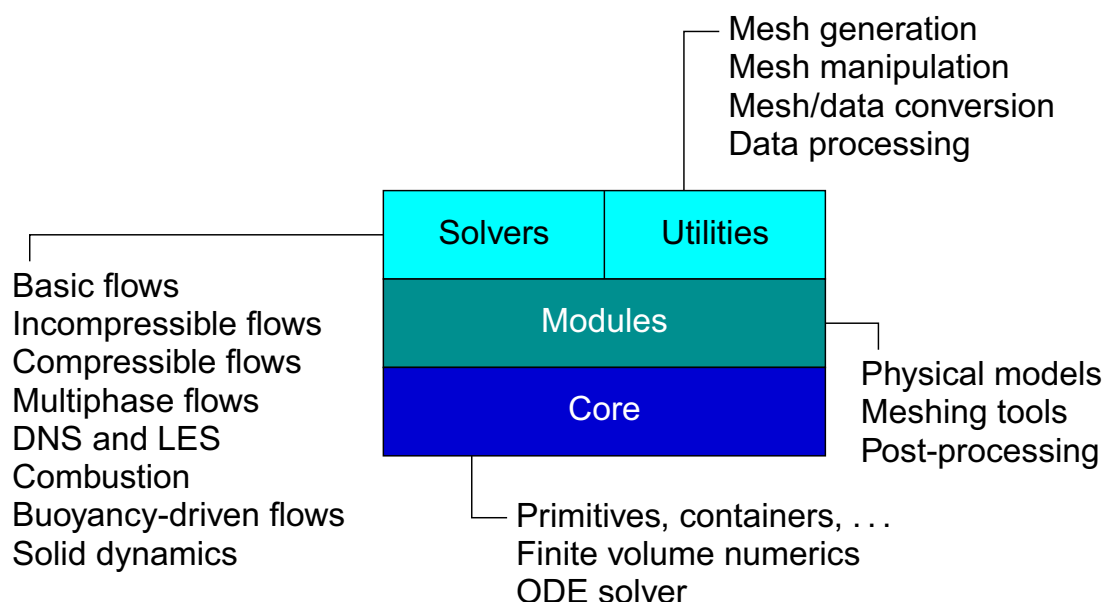 Mesh generation
Mesh manipulation
Mesh/data conversion
Data processing
Solvers
Utilities
Basic flows
Incompressible flows
Compressible flows
Multiphase flows
DNS and LES
Combustion
Buoyancy-driven flows
Solid dynamics
Modules
Physical models
Meshing tools
Post-processing
Core
Primitives, containers, . . .
Finite volume numerics
ODE solver